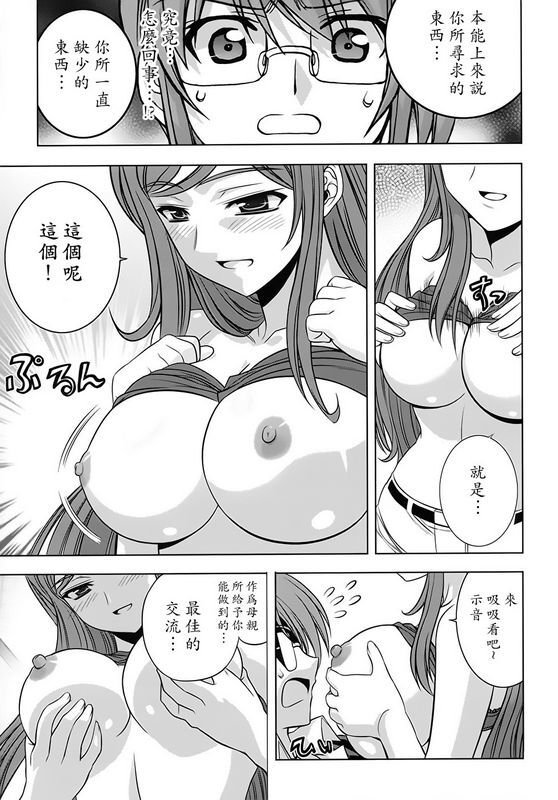 本能上來說
你所尋求的
東西…
究竟…
怎麼回事…!?
你所一直
缺少的
東西…
すっ
就是…
這個呢
這個！
ぷるん
來
吸吸看吧~
示音
作爲母親
所給予你
能做到的…
最佳的
交流…